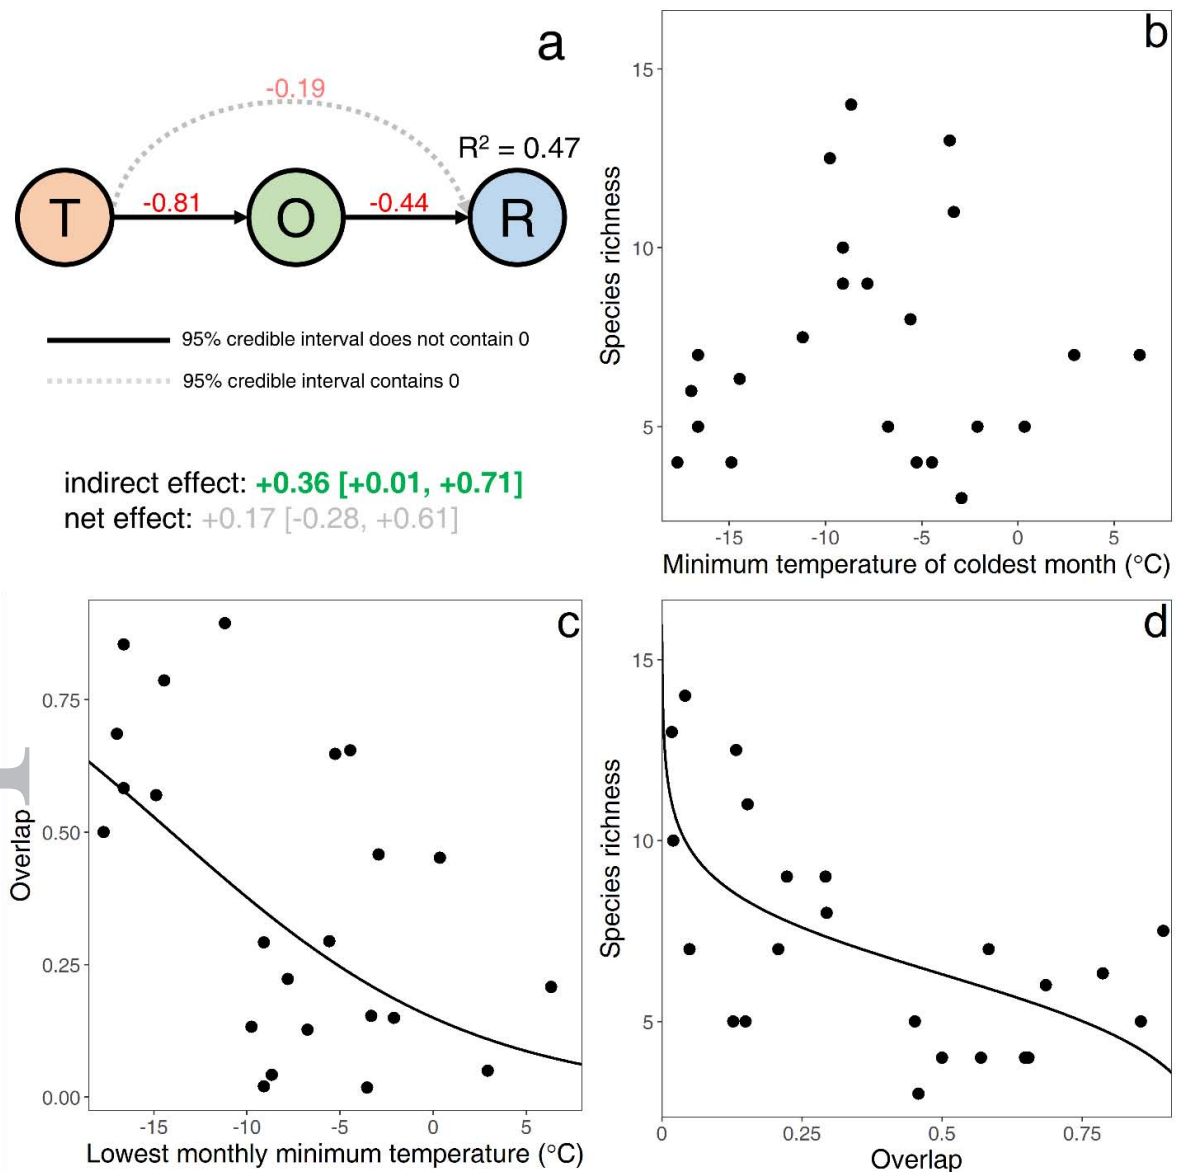 a
-0.19
R² = 0.47
T
-0.81
O
-0.44
R
95% credible interval does not contain 0
95% credible interval contains 0
indirect effect: +0.36 [+0.01, +0.71]
net effect: +0.17 [-0.28, +0.61]
b
Species richness
15
10
5
-15 -10 -5 0 5
Minimum temperature of coldest month (°C)
c
Overlap
0.75
0.50
0.25
0.00
-15 -10 -5 0 5
Lowest monthly minimum temperature (°C)
d
Species richness
15
10
5
0 0.25 0.5 0.75
Overlap